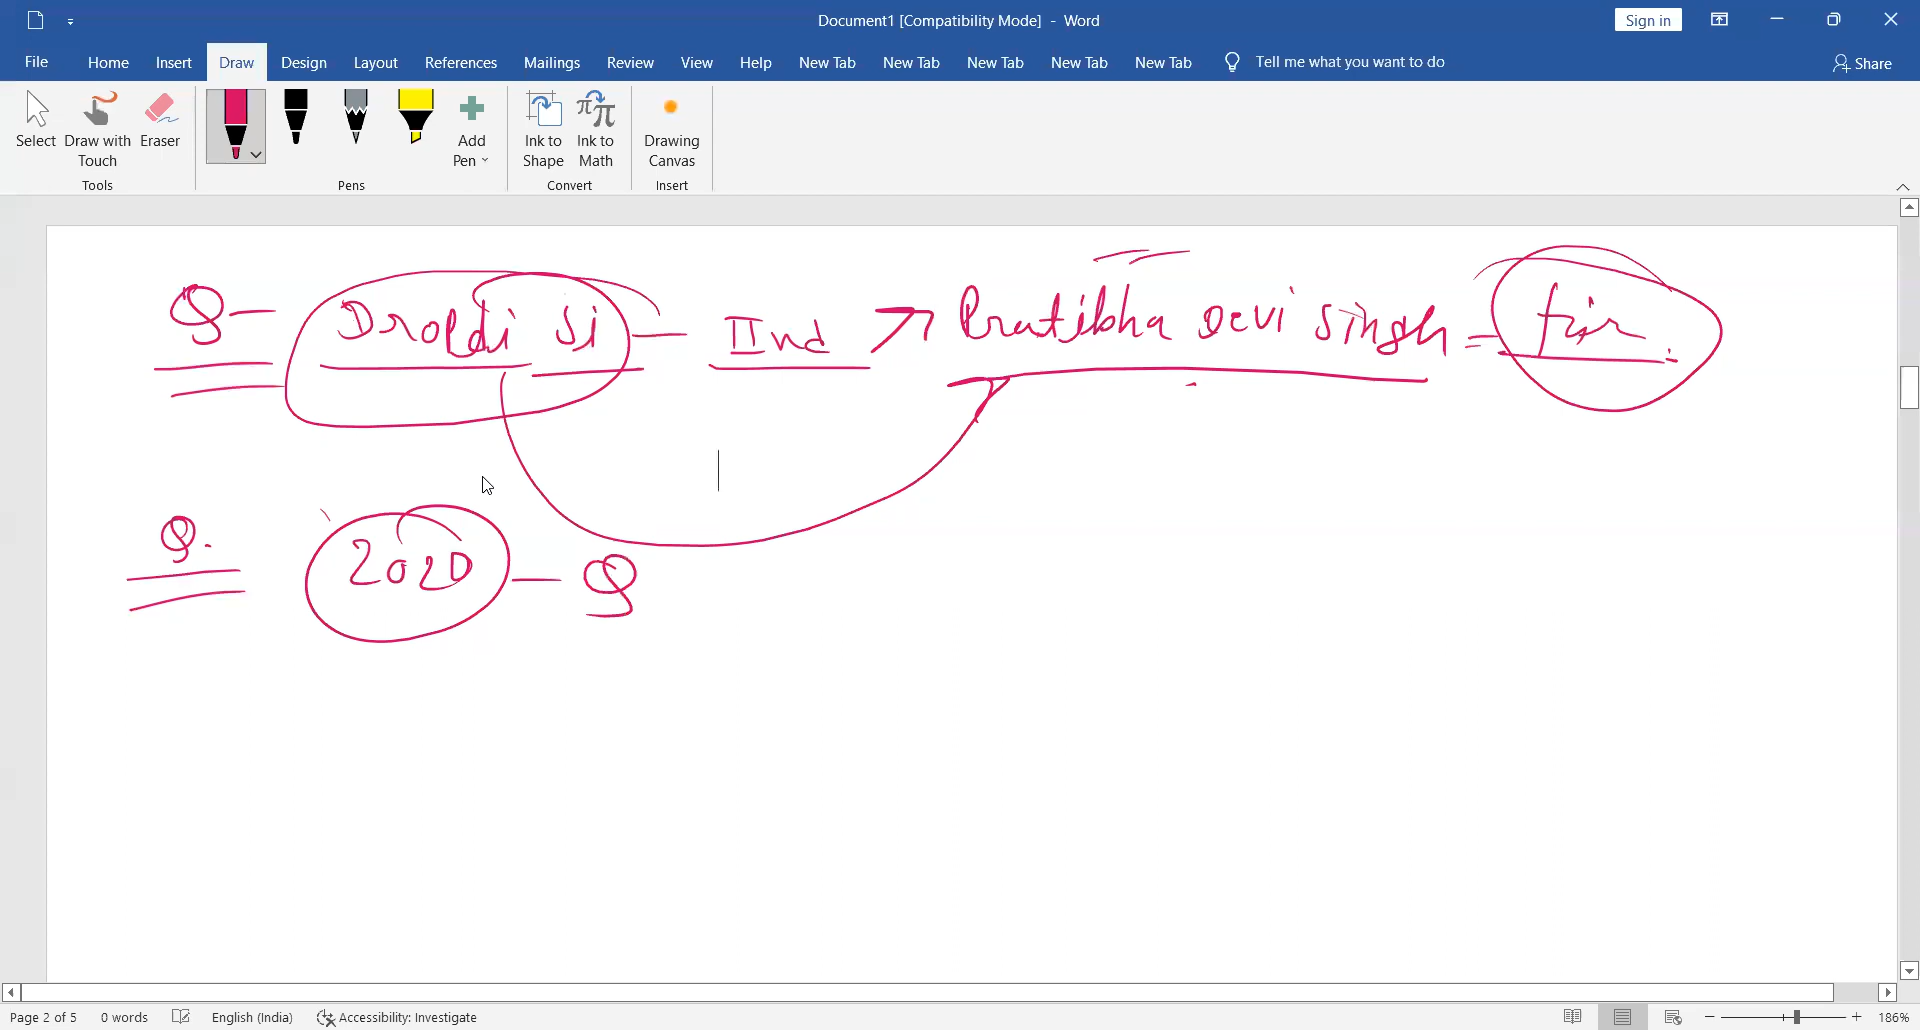 Document1 [Compatibility Mode] - Word
Sign in
File Home Insert Draw Design Layout References Mailings Review View Help New Tab New Tab New Tab New Tab New Tab Tell me what you want to do Share
Select Draw with Touch Eraser Add Pen Ink to Shape Ink to Math Drawing Canvas
Tools Pens Convert Insert
Q- Dropdi Si - IInd → Pratibha Devi Singh =
Q. 2020 - Q
Page 2 of 5 0 words English (India) Accessibility: Investigate 186%